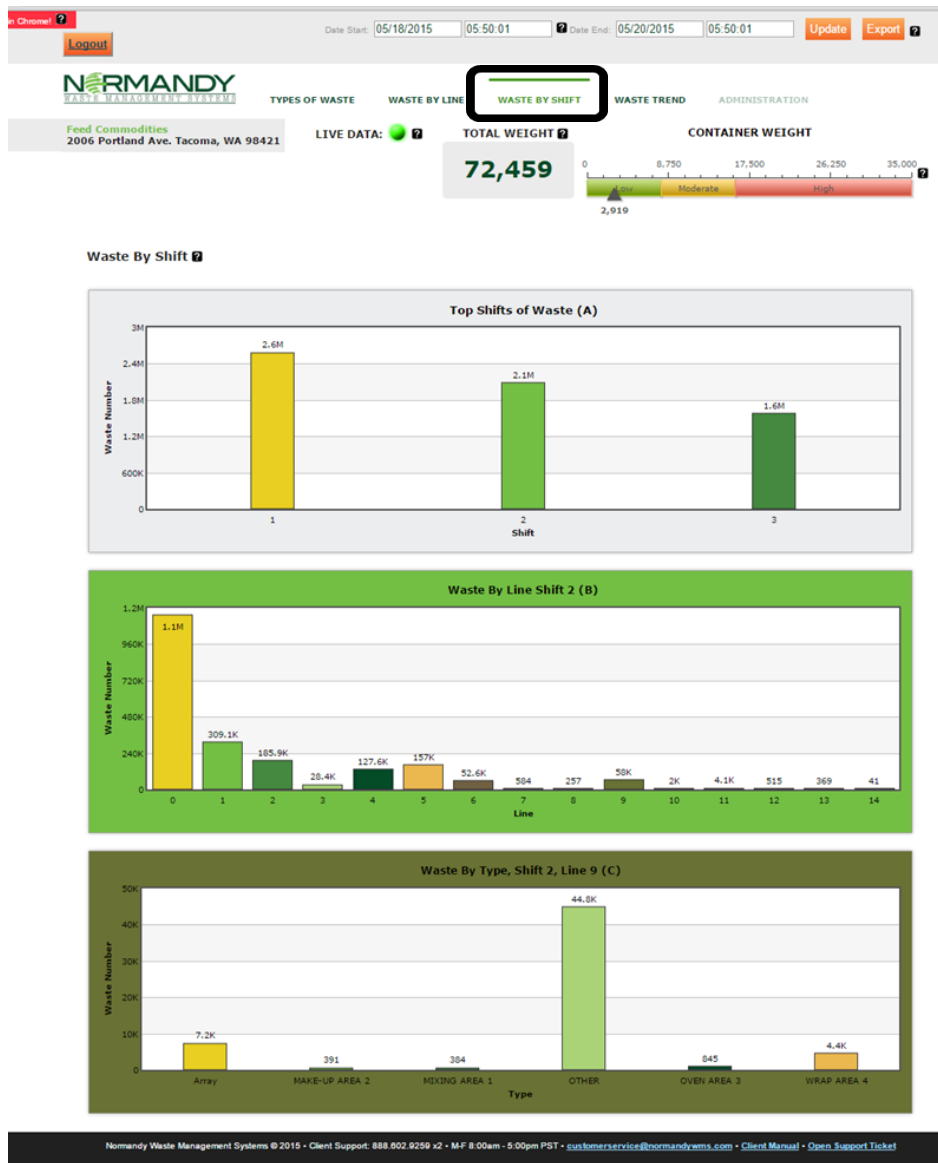 in Chrome! ?
Logout
Date Start: 05/18/2015 05:50:01 ? Date End: 05/20/2015 05:50:01 Update Export ?
NORMANDY
WASTE MANAGEMENT SYSTEMS
TYPES OF WASTE WASTE BY LINE WASTE BY SHIFT WASTE TREND ADMINISTRATION
Feed Commodities
2006 Portland Ave. Tacoma, WA 98421
LIVE DATA: ? TOTAL WEIGHT ? CONTAINER WEIGHT
72,459
0 8,750 17,500 26,250 35,000 ?
Low Moderate High
2,919
Waste By Shift ?
Top Shifts of Waste (A)
Waste Number
3M
2.4M
1.8M
1.2M
600K
0
2.6M 2.1M 1.6M
1 2 3
Shift
Waste By Line Shift 2 (B)
Waste Number
1.2M
960K
720K
480K
240K
0
1.1M 309.1K 185.9K 28.4K 127.6K 157K 52.6K 584 257 58K 2K 4.1K 515 369 41
0 1 2 3 4 5 6 7 8 9 10 11 12 13 14
Line
Waste By Type, Shift 2, Line 9 (C)
Waste Number
50K
40K
30K
20K
10K
0
7.2K 391 384 44.8K 845 4.4K
Array MAKE-UP AREA 2 MIXING AREA 1 OTHER OVEN AREA 3 WRAP AREA 4
Type
Normandy Waste Management Systems © 2015 • Client Support: 888.602.9259 x2 • M-F 8:00am - 5:00pm PST • customerservice@normandywms.com • Client Manual • Open Support Ticket